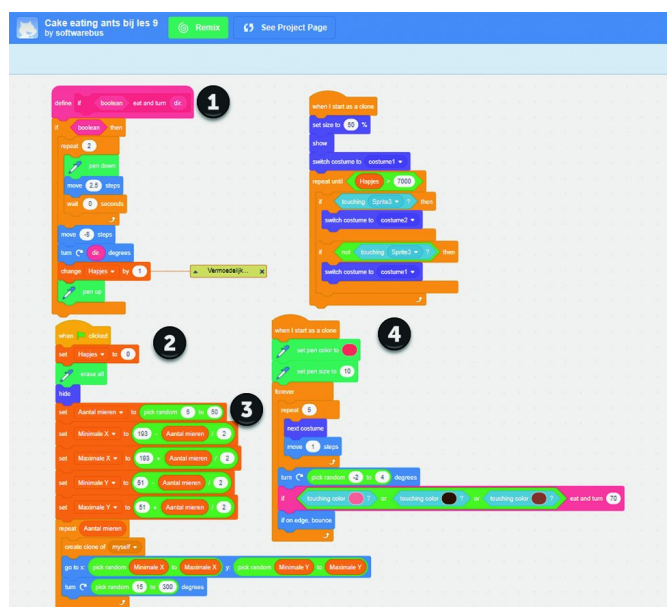 Cake eating ants bij les 9
by softwarebus
Remix
See Project Page
1
define if boolean eat and turn dir.
if boolean then
repeat 2
pen down
move 2.5 steps
wait 0 seconds
move -5 steps
turn dir. degrees
change Hapjes by 1
Vermoedelijk... ×
pen up
when I start as a clone
set size to 50 %
show
switch costume to costume1
repeat until Hapjes > 7000
if touching Sprite3 ? then
switch costume to costume2
if not touching Sprite3 ? then
switch costume to costume1
2
when clicked
set Hapjes to 0
erase all
hide
3
set Aantal mieren to pick random 5 to 50
set Minimale X to 193 - Aantal mieren / 2
set Maximale X to 193 + Aantal mieren / 2
set Minimale Y to 51 - Aantal mieren / 2
set Maximale Y to 51 + Aantal mieren / 2
repeat Aantal mieren
create clone of myself
go to x: pick random Minimale X to Maximale X y: pick random Minimale Y to Maximale Y
turn pick random 15 to 300 degrees
4
when I start as a clone
set pen color to
set pen size to 10
forever
repeat 5
next costume
move 1 steps
turn pick random -2 to 4 degrees
if touching color ? or touching color ? or touching color ? eat and turn 70
if on edge, bounce